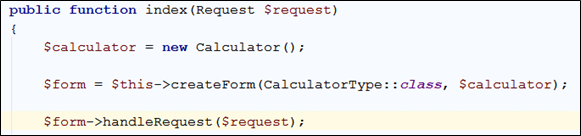 public function index(Request $request)
{
    $calculator = new Calculator();
    $form = $this->createForm(CalculatorType::class, $calculator);
    $form->handleRequest($request);